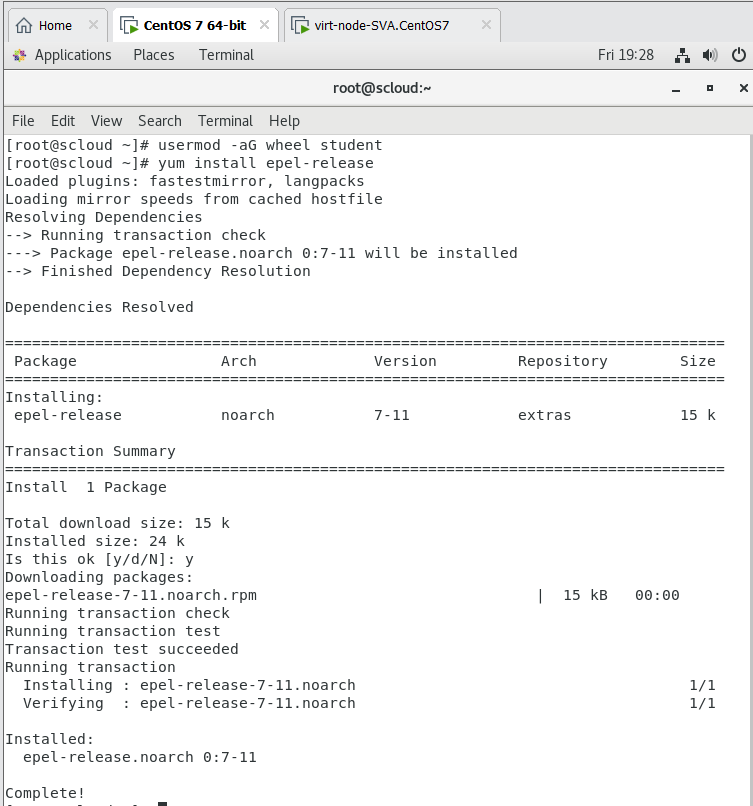 Home × CentOS 7 64-bit × virt-node-SVA.CentOS7 ×
Applications Places Terminal Fri 19:28
root@scloud:~
File Edit View Search Terminal Help
[root@scloud ~]# usermod -aG wheel student
[root@scloud ~]# yum install epel-release
Loaded plugins: fastestmirror, langpacks
Loading mirror speeds from cached hostfile
Resolving Dependencies
--> Running transaction check
---> Package epel-release.noarch 0:7-11 will be installed
--> Finished Dependency Resolution
Dependencies Resolved
================================================================================
Package Arch Version Repository Size
================================================================================
Installing:
epel-release noarch 7-11 extras 15 k
Transaction Summary
================================================================================
Install  1 Package
Total download size: 15 k
Installed size: 24 k
Is this ok [y/d/N]: y
Downloading packages:
epel-release-7-11.noarch.rpm | 15 kB 00:00
Running transaction check
Running transaction test
Transaction test succeeded
Running transaction
Installing : epel-release-7-11.noarch 1/1
Verifying  : epel-release-7-11.noarch 1/1
Installed:
epel-release.noarch 0:7-11
Complete!